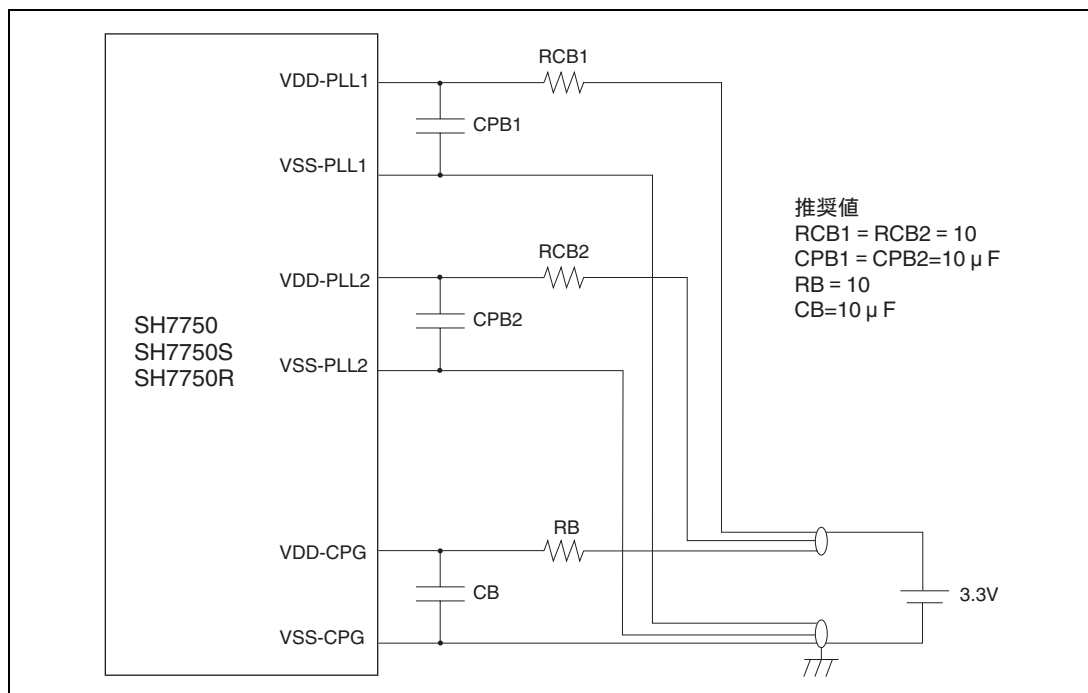 RCB1
VDD-PLL1
CPB1
VSS-PLL1
推奨値
RCB1 = RCB2 = 10
CPB1 = CPB2=10 μ F
RB = 10
CB=10 μ F
RCB2
VDD-PLL2
CPB2
SH7750
SH7750S
SH7750R
VSS-PLL2
RB
VDD-CPG
CB
3.3V
VSS-CPG